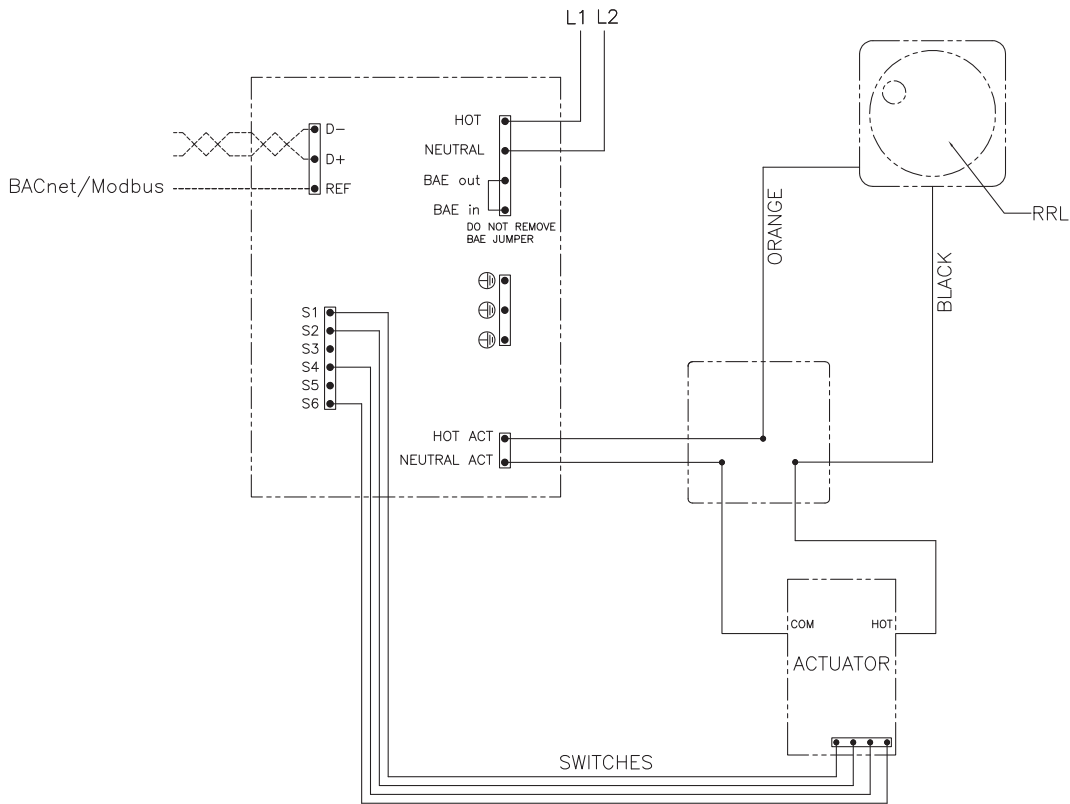 L1 L2
HOT
NEUTRAL
BAE out
BAE in
DO NOT REMOVE
BAE JUMPER
D-
D+
REF
BACnet/Modbus
RRL
ORANGE
BLACK
S1
S2
S3
S4
S5
S6
HOT ACT
NEUTRAL ACT
COM HOT
ACTUATOR
SWITCHES